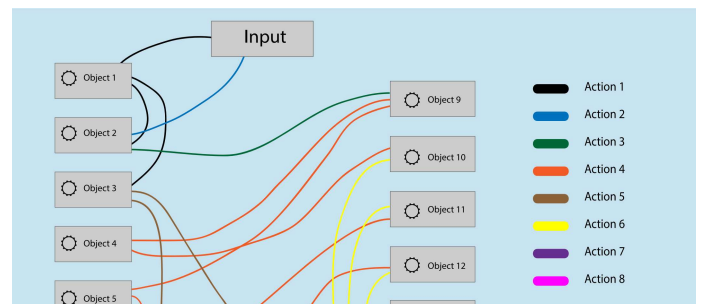 Input
Object 1
Object 2
Object 3
Object 4
Object 5
Object 9
Object 10
Object 11
Object 12
Action 1
Action 2
Action 3
Action 4
Action 5
Action 6
Action 7
Action 8